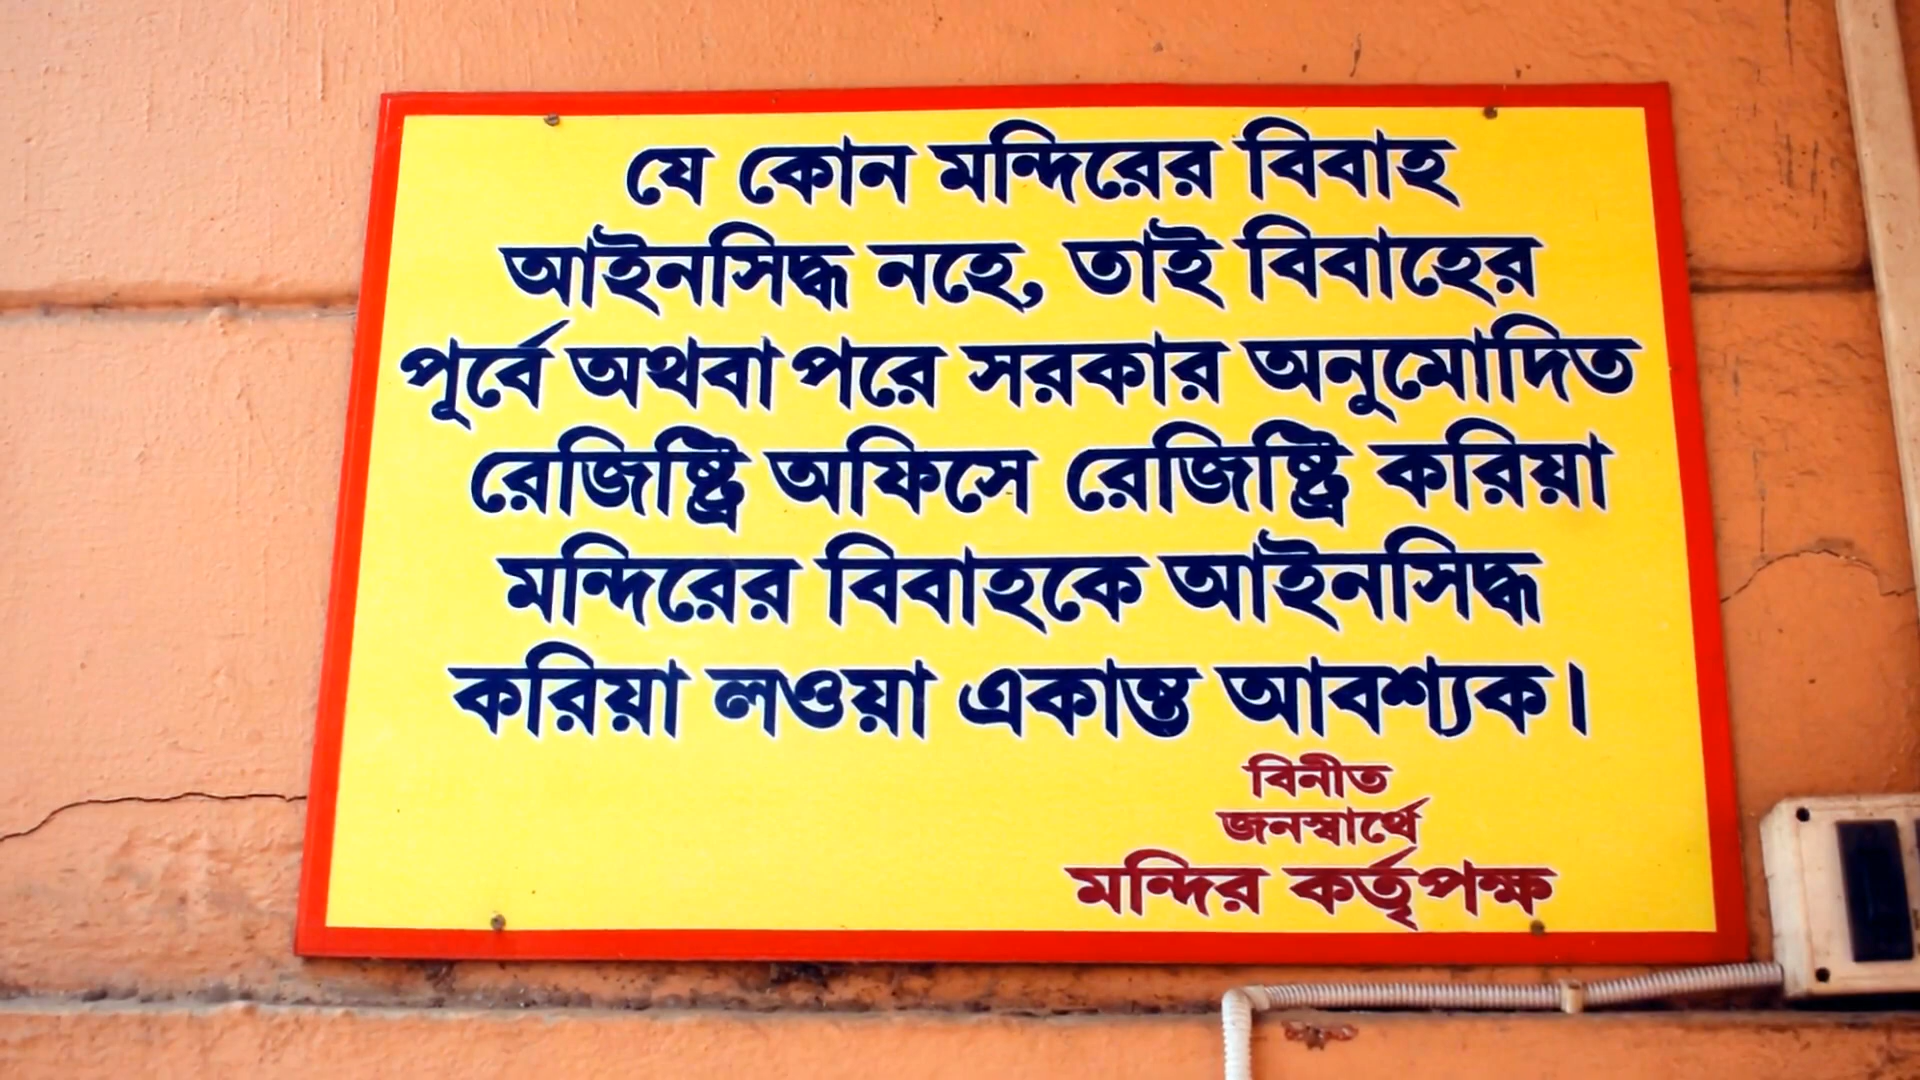 যে কোন মন্দিরের বিবাহ
আইনসিদ্ধ নহে, তাই বিবাহের
পূর্বে অথবা পরে সরকার অনুমোদিত
রেজিষ্ট্রি অফিসে রেজিষ্ট্রি করিয়া
মন্দিরের বিবাহকে আইনসিদ্ধ
করিয়া লওয়া একান্ত আবশ্যক।
বিনীত
জনস্বার্থে
মন্দির কর্তৃপক্ষ